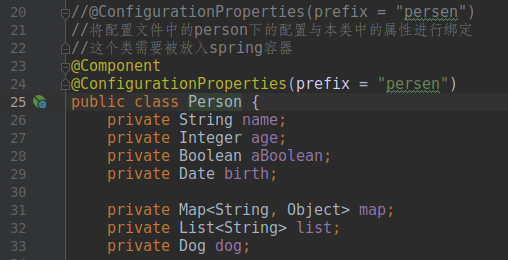 20 //@ConfigurationProperties(prefix = "persen")
21 //将配置文件中的person下的配置与本类中的属性进行绑定
22 //这个类需要被放入spring容器
23 @Component
24 @ConfigurationProperties(prefix = "persen")
25 public class Person {
26 private String name;
27 private Integer age;
28 private Boolean aBoolean;
29 private Date birth;
30
31 private Map<String, Object> map;
32 private List<String> list;
33 private Dog dog;